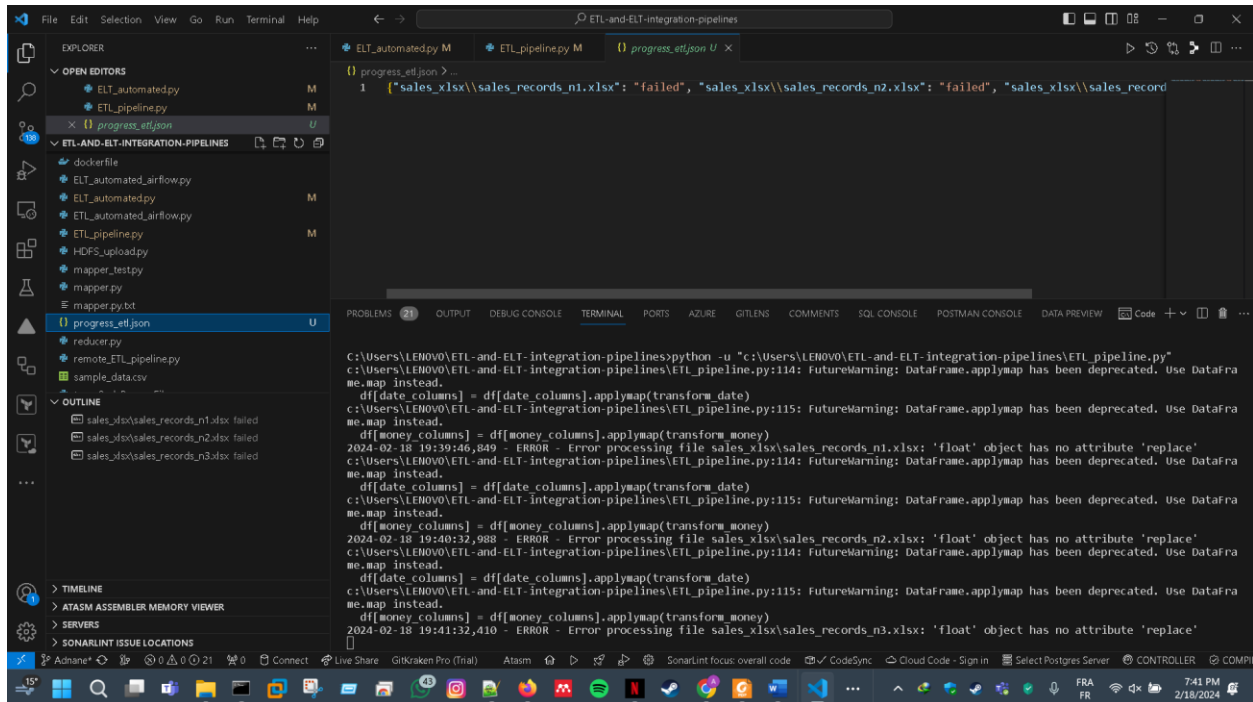 File Edit Selection View Go Run Terminal Help
ETL-and-ELT-integration-pipelines
EXPLORER
OPEN EDITORS
ELT_automated.py M
ETL_pipeline.py M
progress_etl.json U
138
ETL-AND-ELT-INTEGRATION-PIPELINES
dockerfile
ELT_automated_airflow.py
ELT_automated.py M
ETL_automated_airflow.py
ETL_pipeline.py M
HDFS_upload.py
mapper_test.py
mapper.py
mapper.py.txt
progress_etl.json U
reducer.py
remote_ETL_pipeline.py
sample_data.csv
OUTLINE
sales_xlsx\sales_records_n1.xlsx failed
sales_xlsx\sales_records_n2.xlsx failed
sales_xlsx\sales_records_n3.xlsx failed
TIMELINE
ATASM ASSEMBLER MEMORY VIEWER
SERVERS
SONARLINT ISSUE LOCATIONS
ELT_automated.py M ETL_pipeline.py M {} progress_etl.json U
{} progress_etl.json > ...
1 {"sales_xlsx\\sales_records_n1.xlsx": "failed", "sales_xlsx\\sales_records_n2.xlsx": "failed", "sales_xlsx\\sales_record
PROBLEMS 21 OUTPUT DEBUG CONSOLE TERMINAL PORTS AZURE GITLENS COMMENTS SQL CONSOLE POSTMAN CONSOLE DATA PREVIEW Code
c:\Users\LENOVO\ETL-and-ELT-integration-pipelines>python -u "c:\Users\LENOVO\ETL-and-ELT-integration-pipelines\ETL_pipeline.py"
c:\Users\LENOVO\ETL-and-ELT-integration-pipelines\ETL_pipeline.py:114: FutureWarning: DataFrame.applymap has been deprecated. Use DataFra
me.map instead.
df[date_columns] = df[date_columns].applymap(transform_date)
c:\Users\LENOVO\ETL-and-ELT-integration-pipelines\ETL_pipeline.py:115: FutureWarning: DataFrame.applymap has been deprecated. Use DataFra
me.map instead.
df[money_columns] = df[money_columns].applymap(transform_money)
2024-02-18 19:39:46,849 - ERROR - Error processing file sales_xlsx\sales_records_n1.xlsx: 'float' object has no attribute 'replace'
c:\Users\LENOVO\ETL-and-ELT-integration-pipelines\ETL_pipeline.py:114: FutureWarning: DataFrame.applymap has been deprecated. Use DataFra
me.map instead.
df[date_columns] = df[date_columns].applymap(transform_date)
c:\Users\LENOVO\ETL-and-ELT-integration-pipelines\ETL_pipeline.py:115: FutureWarning: DataFrame.applymap has been deprecated. Use DataFra
me.map instead.
df[money_columns] = df[money_columns].applymap(transform_money)
2024-02-18 19:40:32,988 - ERROR - Error processing file sales_xlsx\sales_records_n2.xlsx: 'float' object has no attribute 'replace'
c:\Users\LENOVO\ETL-and-ELT-integration-pipelines\ETL_pipeline.py:114: FutureWarning: DataFrame.applymap has been deprecated. Use DataFra
me.map instead.
df[date_columns] = df[date_columns].applymap(transform_date)
c:\Users\LENOVO\ETL-and-ELT-integration-pipelines\ETL_pipeline.py:115: FutureWarning: DataFrame.applymap has been deprecated. Use DataFra
me.map instead.
df[money_columns] = df[money_columns].applymap(transform_money)
2024-02-18 19:41:32,410 - ERROR - Error processing file sales_xlsx\sales_records_n3.xlsx: 'float' object has no attribute 'replace'
Adnane* 0 0 0 21 0 Connect Live Share GitKraken Pro (Trial) Atasm SonarLint focus: overall code CodeSync Cloud Code - Sign in Select Postgres Server CONTROLLER COMPI
15° 43 FRA 7:41 PM
FR 2/18/2024